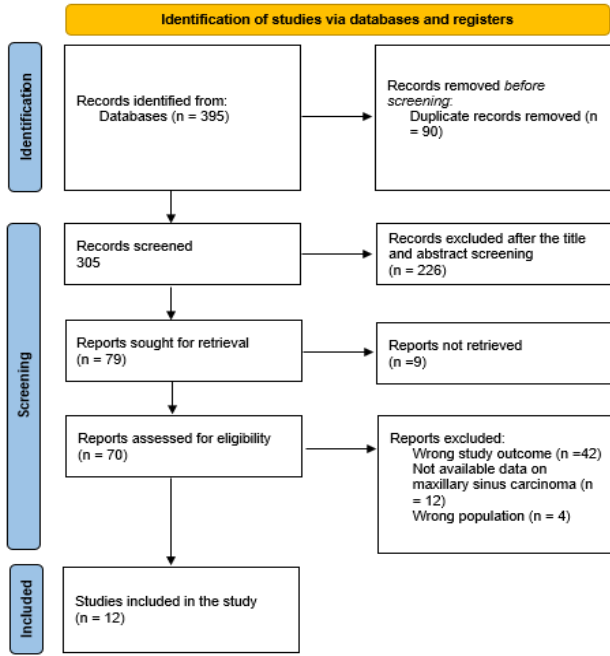 Identification of studies via databases and registers
Identification
Records identified from:
Databases (n = 395)
Records removed before
screening:
Duplicate records removed (n
= 90)
Screening
Records screened
305
Records excluded after the title
and abstract screening
(n = 226)
Reports sought for retrieval
(n = 79)
Reports not retrieved
(n =9)
Reports assessed for eligibility
(n = 70)
Reports excluded:
Wrong study outcome (n =42)
Not available data on
maxillary sinus carcinoma (n
= 12)
Wrong population (n = 4)
Included
Studies included in the study
(n = 12)